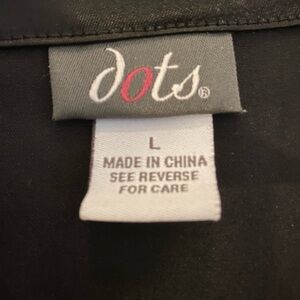 dots®
L
MADE IN CHINA
SEE REVERSE
FOR CARE